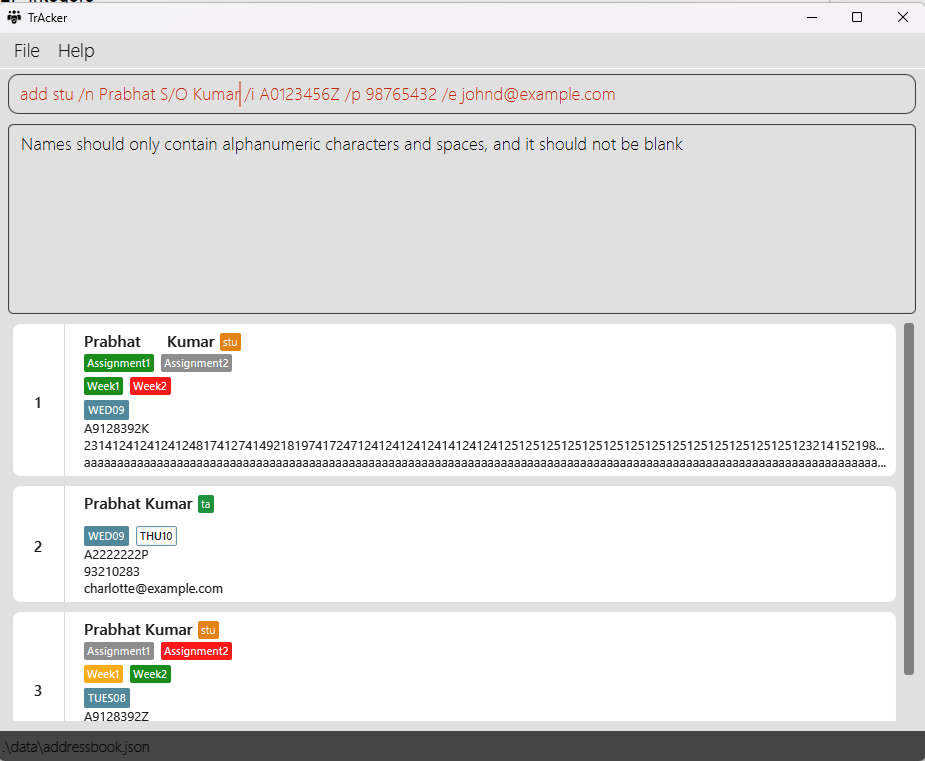 TrAcker
File Help
add stu /n Prabhat S/O Kumar /i A0123456Z /p 98765432 /e johnd@example.com
Names should only contain alphanumeric characters and spaces, and it should not be blank
1
Prabhat Kumar stu
Assignment1 Assignment2
Week1 Week2
WED09
A9128392K
aaaaaaaaaaaaaaaaaaaaaaaaaaaaaaaaaaaaaaaaaaaaaaaaaaaaaaaaaaaaaaaaaaaaaaaaaaaaaaaaaaaaaaaaaaaaaaaaaaaaaaaaaaaaaaaaaaaaaaaaaaa...
2
Prabhat Kumar ta
WED09 THU10
A2222222P
93210283
charlotte@example.com
3
Prabhat Kumar stu
Assignment1 Assignment2
Week1 Week2
TUES08
A9128392Z
.\data\addressbook.json